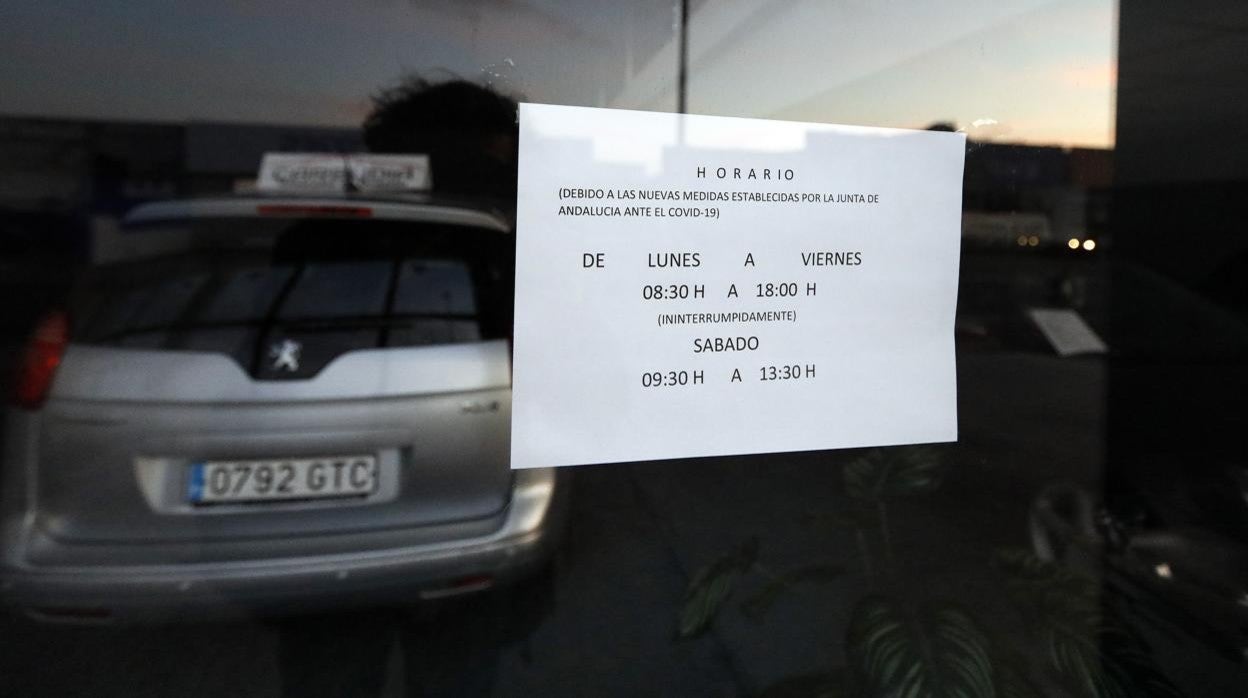 H O R A R I O
(DEBIDO A LAS NUEVAS MEDIDAS ESTABLECIDAS POR LA JUNTA DE
ANDALUCIA ANTE EL COVID-19)
DE LUNES A VIERNES
08:30 H A 18:00 H
(ININTERRUMPIDAMENTE)
SABADO
09:30 H A 13:30 H
0792 GTC